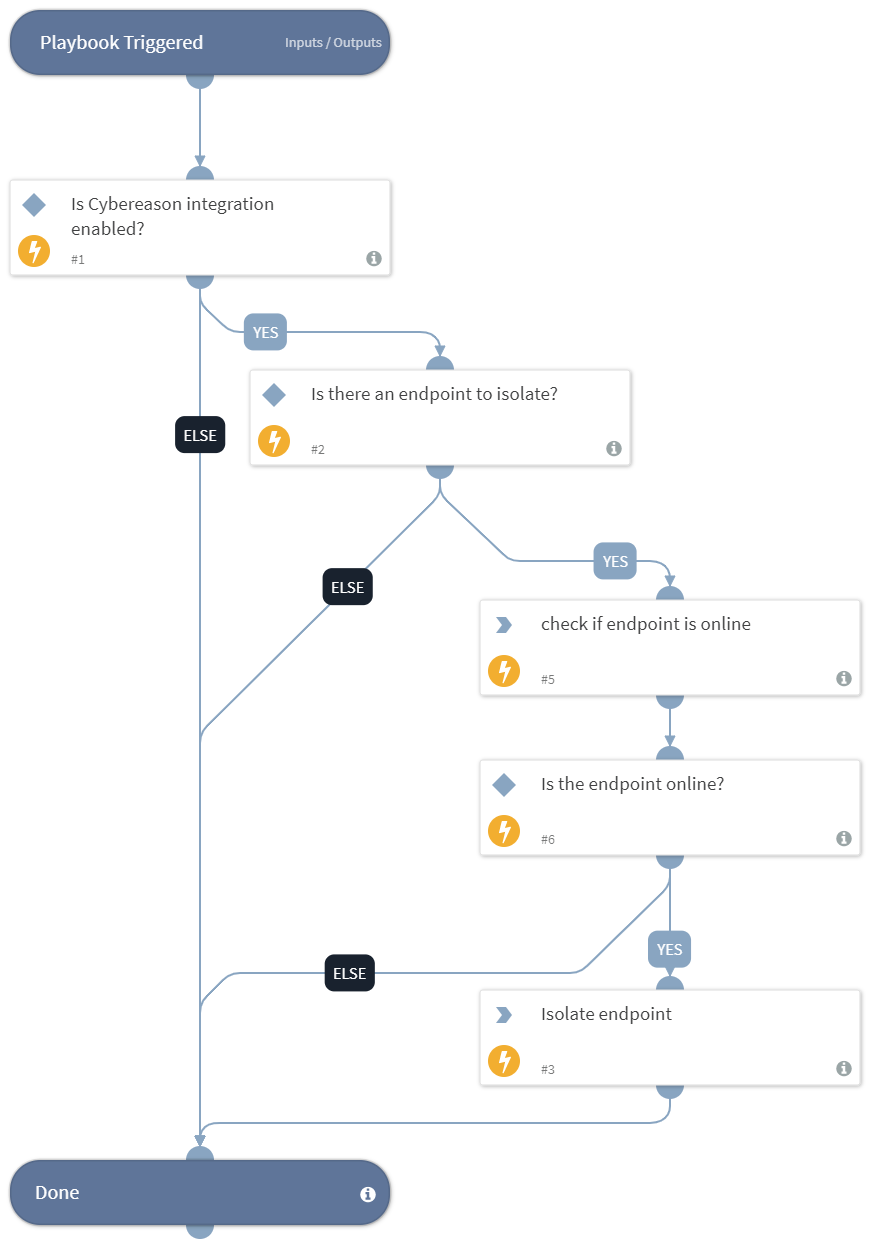 Playbook Triggered
Inputs / Outputs
Is Cybereason integration
enabled?
#1
YES
Is there an endpoint to isolate?
#2
ELSE
YES
ELSE
check if endpoint is online
#5
Is the endpoint online?
#6
YES
ELSE
Isolate endpoint
#3
Done